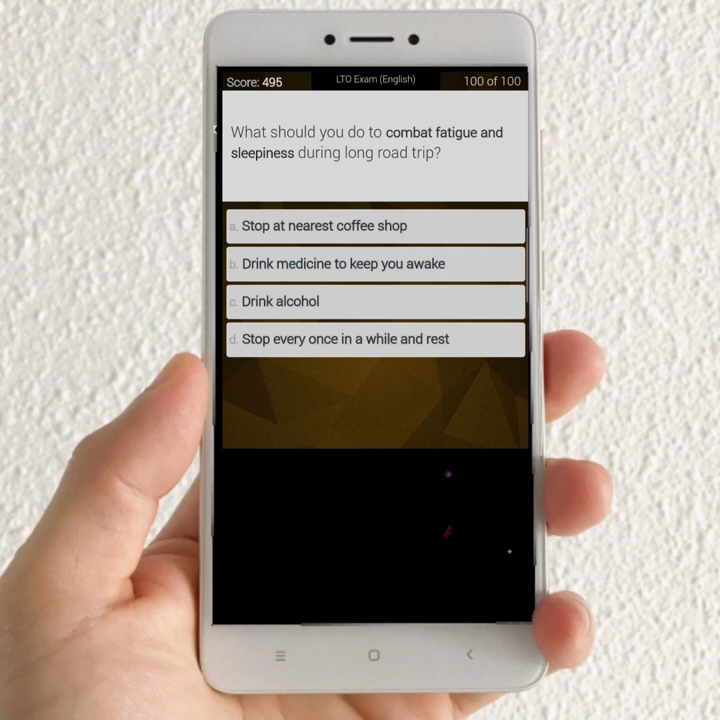 Score: 495 LTO Exam (English) 100 of 100
What should you do to combat fatigue and
sleepiness during long road trip?
a. Stop at nearest coffee shop
b. Drink medicine to keep you awake
c. Drink alcohol
d. Stop every once in a while and rest